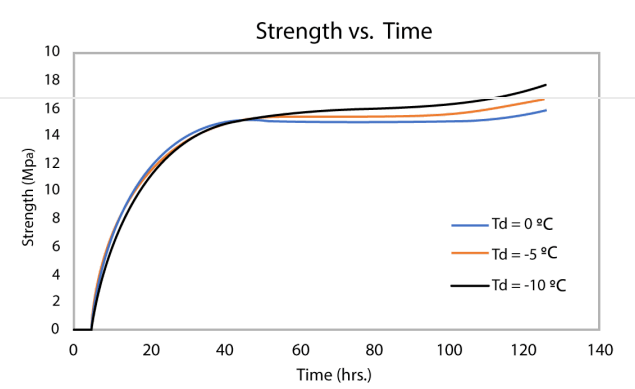 Strength vs. Time
10
18
16
14
12
10
8
6
4
2
0
Strength (Mpa)
Td = 0 ºC
Td = -5 ºC
Td = -10 ºC
0 20 40 60 80 100 120 140
Time (hrs.)